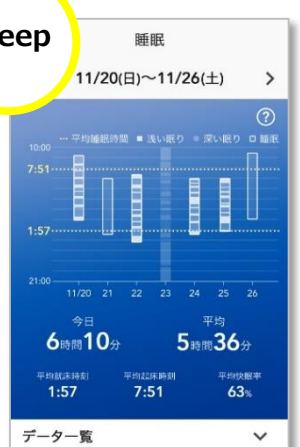 eep
睡眠
11/20(日)～11/26(土) >
?
平均睡眠時間 浅い眠り 深い眠り 睡眠
10:00
7:51
1:57
21:00
11/20 21 22 23 24 25 26
今日 平均
6時間10分 5時間36分
平均就床時刻 平均起床時刻 平均快眠率
1:57 7:51 63%
データ一覧